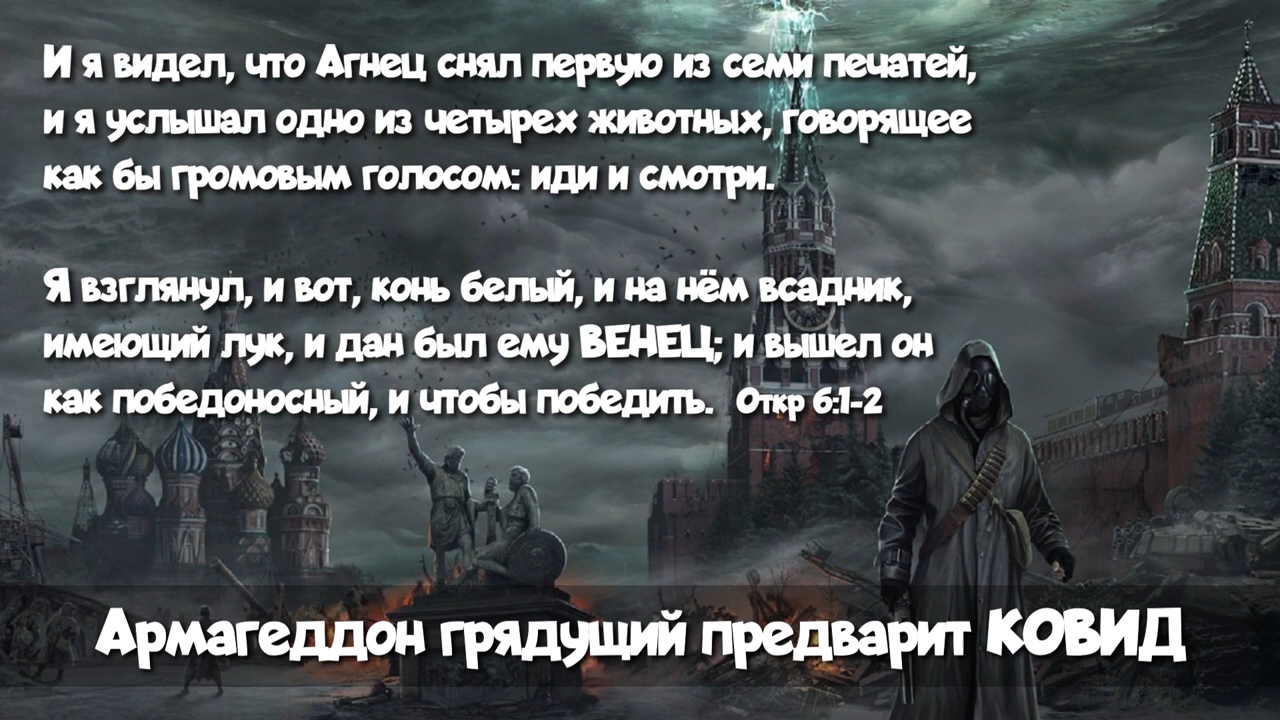 И я видел, что Агнец снял первую из семи печатей,
и я услышал одно из четырех животных, говорящее
как бы громовым голосом: иди и смотри.
Я взглянул, и вот, конь белый, и на нём всадник,
имеющий лук, и дан был ему ВЕНЕЦ; и вышел он
как победоносный, и чтобы победить. Откр 6:1-2
Армагеддон грядущий предварит КОВИД